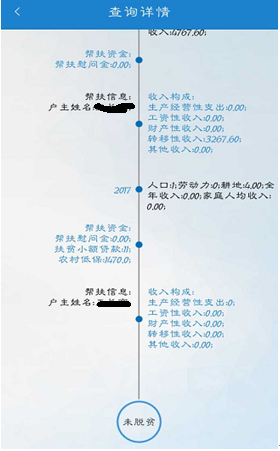 查询详情
收入:4767.60;
帮扶资金:
帮扶慰问金:0.00;
帮扶信息:
户主姓名:
收入构成:
生产经营性支出:0.00;
工资性收入:0.00;
财产性收入:0.00;
转移性收入:3267.60;
其他收入:0.00;
2017
人口:1;劳动力:0;耕地:4.00;全
年收入:0.00;家庭人均收入
:0.00;
帮扶资金:
帮扶慰问金:0.00;
扶贫小额贷款:0;
农村低保:1470.0;
帮扶信息:
户主姓名:
收入构成:
生产经营性支出:0;
工资性收入:0.00;
财产性收入:0.00;
转移性收入:0.00;
其他收入:0.00;
未脱贫